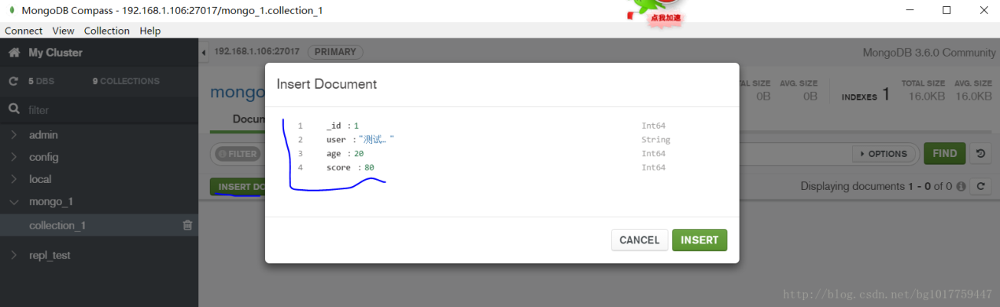 MongoDB Compass - 192.168.1.106:27017/mongo_1.collection_1
点我加速
Connect View Collection Help
My Cluster
192.168.1.106:27017 PRIMARY
MongoDB 3.6.0 Community
5 DBS 9 COLLECTIONS
filter
mongo
TAL SIZE AVG. SIZE
0B 0B
INDEXES 1
TOTAL SIZE AVG. SIZE
16.0KB 16.0KB
Docum
Insert Document
1 _id : 1 Int64
2 user : "测试… " String
3 age : 20 Int64
4 score : 80 Int64
FILTER
OPTIONS
FIND
INSERT DO
Displaying documents 1 - 0 of 0
CANCEL
INSERT
admin
config
local
mongo_1
collection_1
repl_test
http://blog.csdn.net/bg1017759447